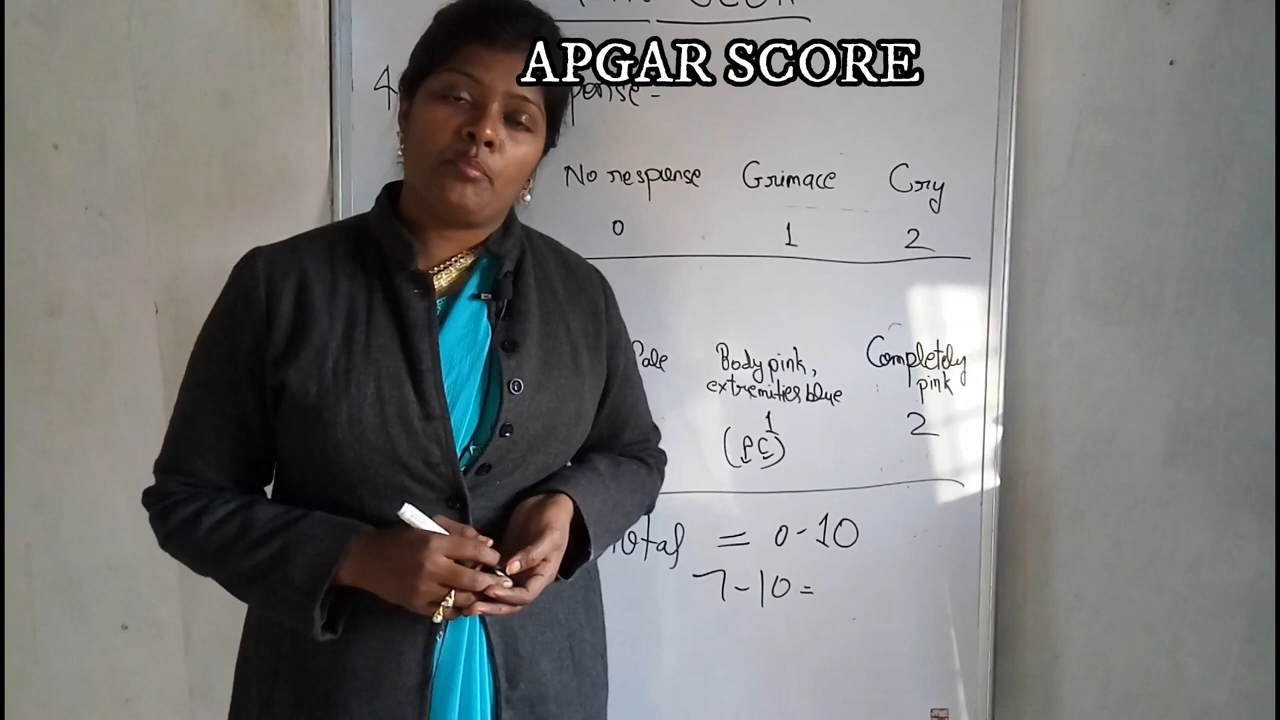 APGAR SCORE
4
No response Grimace Cry
0 1 2
Pale Body pink, Completely
extremities blue pink
1 2
(PC)
Total = 0-10
7-10 =